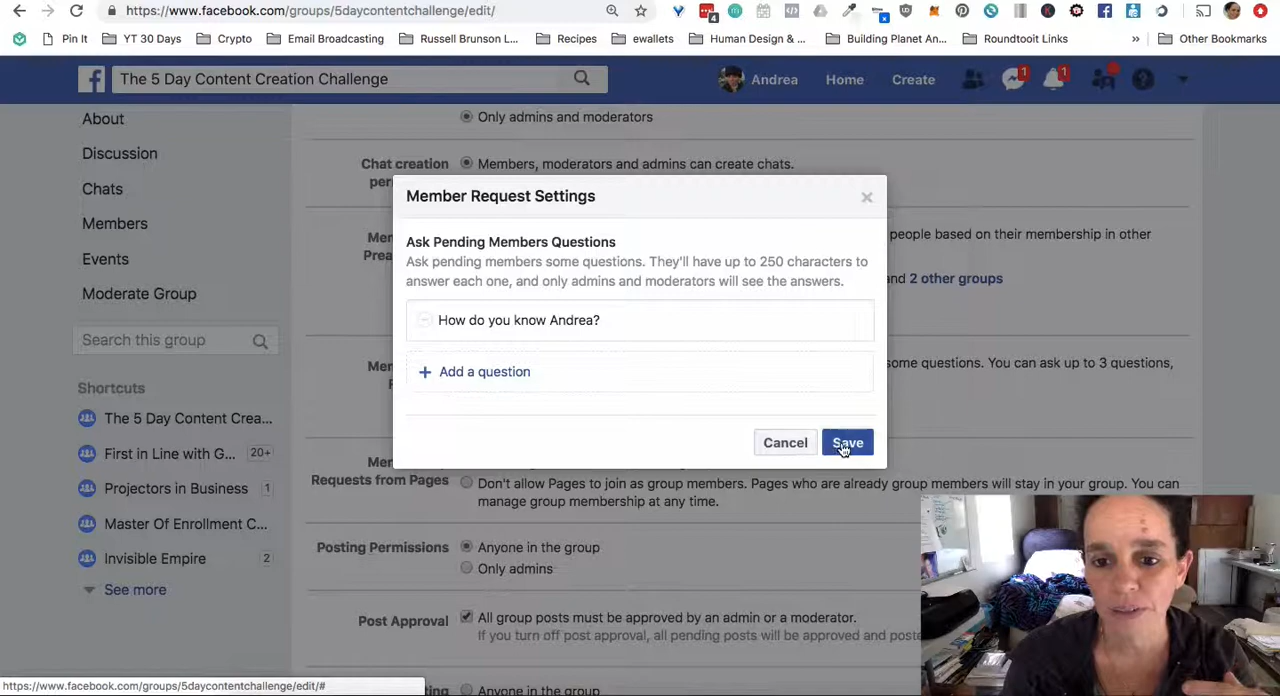 https://www.facebook.com/groups/5daycontentchallenge/edit/
Pin It
YT 30 Days
Crypto
Email Broadcasting
Russell Brunson L...
Recipes
ewallets
Human Design & ...
Building Planet An...
Roundtooit Links
»
Other Bookmarks
The 5 Day Content Creation Challenge
Andrea
Home
Create
1
1
About
Discussion
Chats
Members
Events
Moderate Group
Search this group
Shortcuts
The 5 Day Content Crea...
First in Line with G... 20+
Projectors in Business 1
Master Of Enrollment C...
Invisible Empire 2
See more
Only admins and moderators
Chat creation
Members, moderators and admins can create chats.
people based on their membership in other
and 2 other groups
some questions. You can ask up to 3 questions,
Member Request Settings
Ask Pending Members Questions
Ask pending members some questions. They'll have up to 250 characters to
answer each one, and only admins and moderators will see the answers.
How do you know Andrea?
+ Add a question
Cancel
Save
Requests from Pages
Don't allow Pages to join as group members. Pages who are already group members will stay in your group. You can
manage group membership at any time.
Posting Permissions
Anyone in the group
Only admins
Post Approval
All group posts must be approved by an admin or a moderator.
If you turn off post approval, all pending posts will be approved and
Anyone in the group
https://www.facebook.com/groups/5daycontentchallenge/edit/#